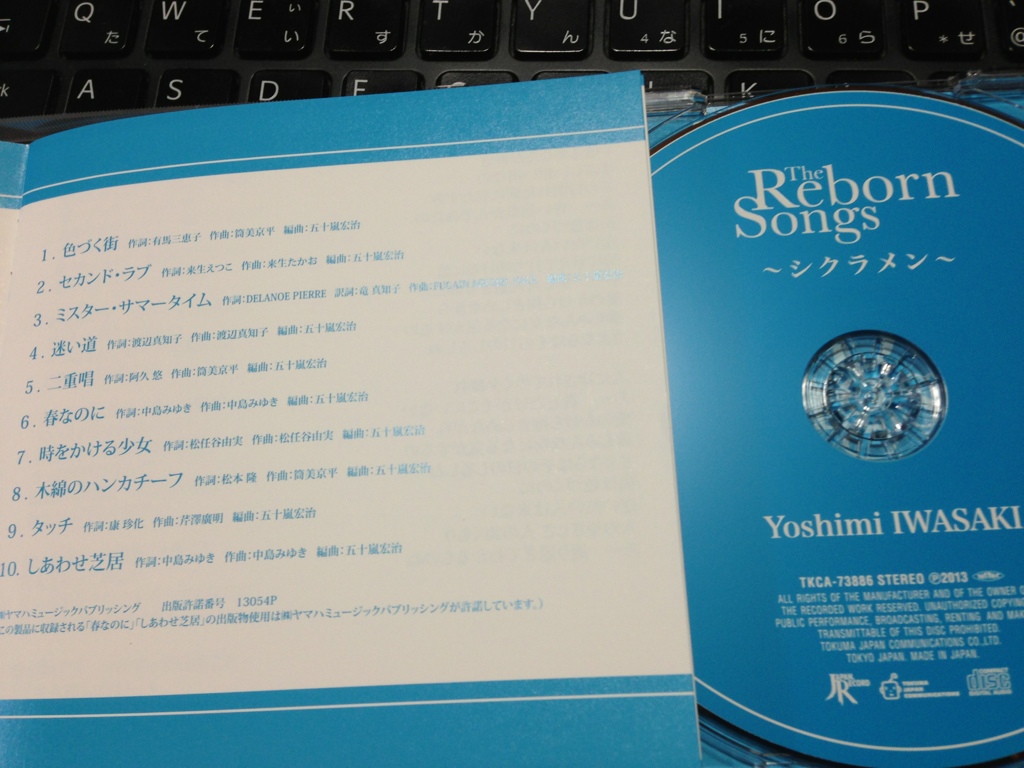 Q W E R T Y U I O P
た て い ぃ す か ん 4 な 5 に 6 ら * せ @
A S D F
1. 色づく街 作詞：有馬三恵子 作曲：筒美京平 編曲：五十嵐宏治
2. セカンド・ラブ 作詞：来生えつこ 作曲：来生たかお 編曲：五十嵐宏治
3. ミスター・サマータイム 作詞：DELANOE PIERRE 訳詞：竜 真知子 作曲：
4. 迷い道 作詞：渡辺真知子 作曲：渡辺真知子 編曲：五十嵐宏治
5. 二重唱 作詞：阿久 悠 作曲：筒美京平 編曲：五十嵐宏治
6. 春なのに 作詞：中島みゆき 作曲：中島みゆき 編曲：五十嵐宏治
7. 時をかける少女 作詞：松任谷由実 作曲：松任谷由実 編曲：五十嵐宏治
8. 木綿のハンカチーフ 作詞：松本 隆 作曲：筒美京平 編曲：五十嵐宏治
9. タッチ 作詞：康 珍化 作曲：芹澤廣明 編曲：五十嵐宏治
10. しあわせ芝居 作詞：中島みゆき 作曲：中島みゆき 編曲：五十嵐宏治
㈱ヤマハミュージックパブリッシング 出版許諾番号 13054P
この製品に収録される「春なのに」「しあわせ芝居」の出版物使用は㈱ヤマハミュージックパブリッシングが許諾しています。）
The
Reborn
Songs
～シクラメン～
Yoshimi IWASAKI
TKCA-73886 STEREO Ⓟ2013
ALL RIGHTS OF THE MANUFACTURER AND OF THE OWNER O
THE RECORDED WORK RESERVED. UNAUTHORIZED COPYING
PUBLIC PERFORMANCE, BROADCASTING, RENTING AND MA
TRANSMITTABLE OF THIS DISC PROHIBITED.
TOKUMA JAPAN COMMUNICATIONS CO.,LTD.
TOKYO JAPAN. MADE IN JAPAN.
JAPAN RECORD
TOKUMA JAPAN COMMUNICATIONS
disc
DIGITAL AUDIO